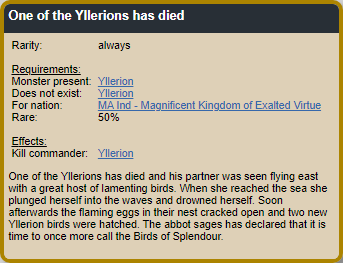 One of the Yllerions has died
Rarity: always
Requirements:
Monster present: Yllerion
Does not exist: Yllerion
For nation: MA Ind - Magnificent Kingdom of Exalted Virtue
Rare: 50%
Effects:
Kill commander: Yllerion
One of the Yllerions has died and his partner was seen flying east
with a great host of lamenting birds. When she reached the sea she
plunged herself into the waves and drowned herself. Soon
afterwards the flaming eggs in their nest cracked open and two new
Yllerion birds were hatched. The abbot sages has declared that it is
time to once more call the Birds of Splendour.